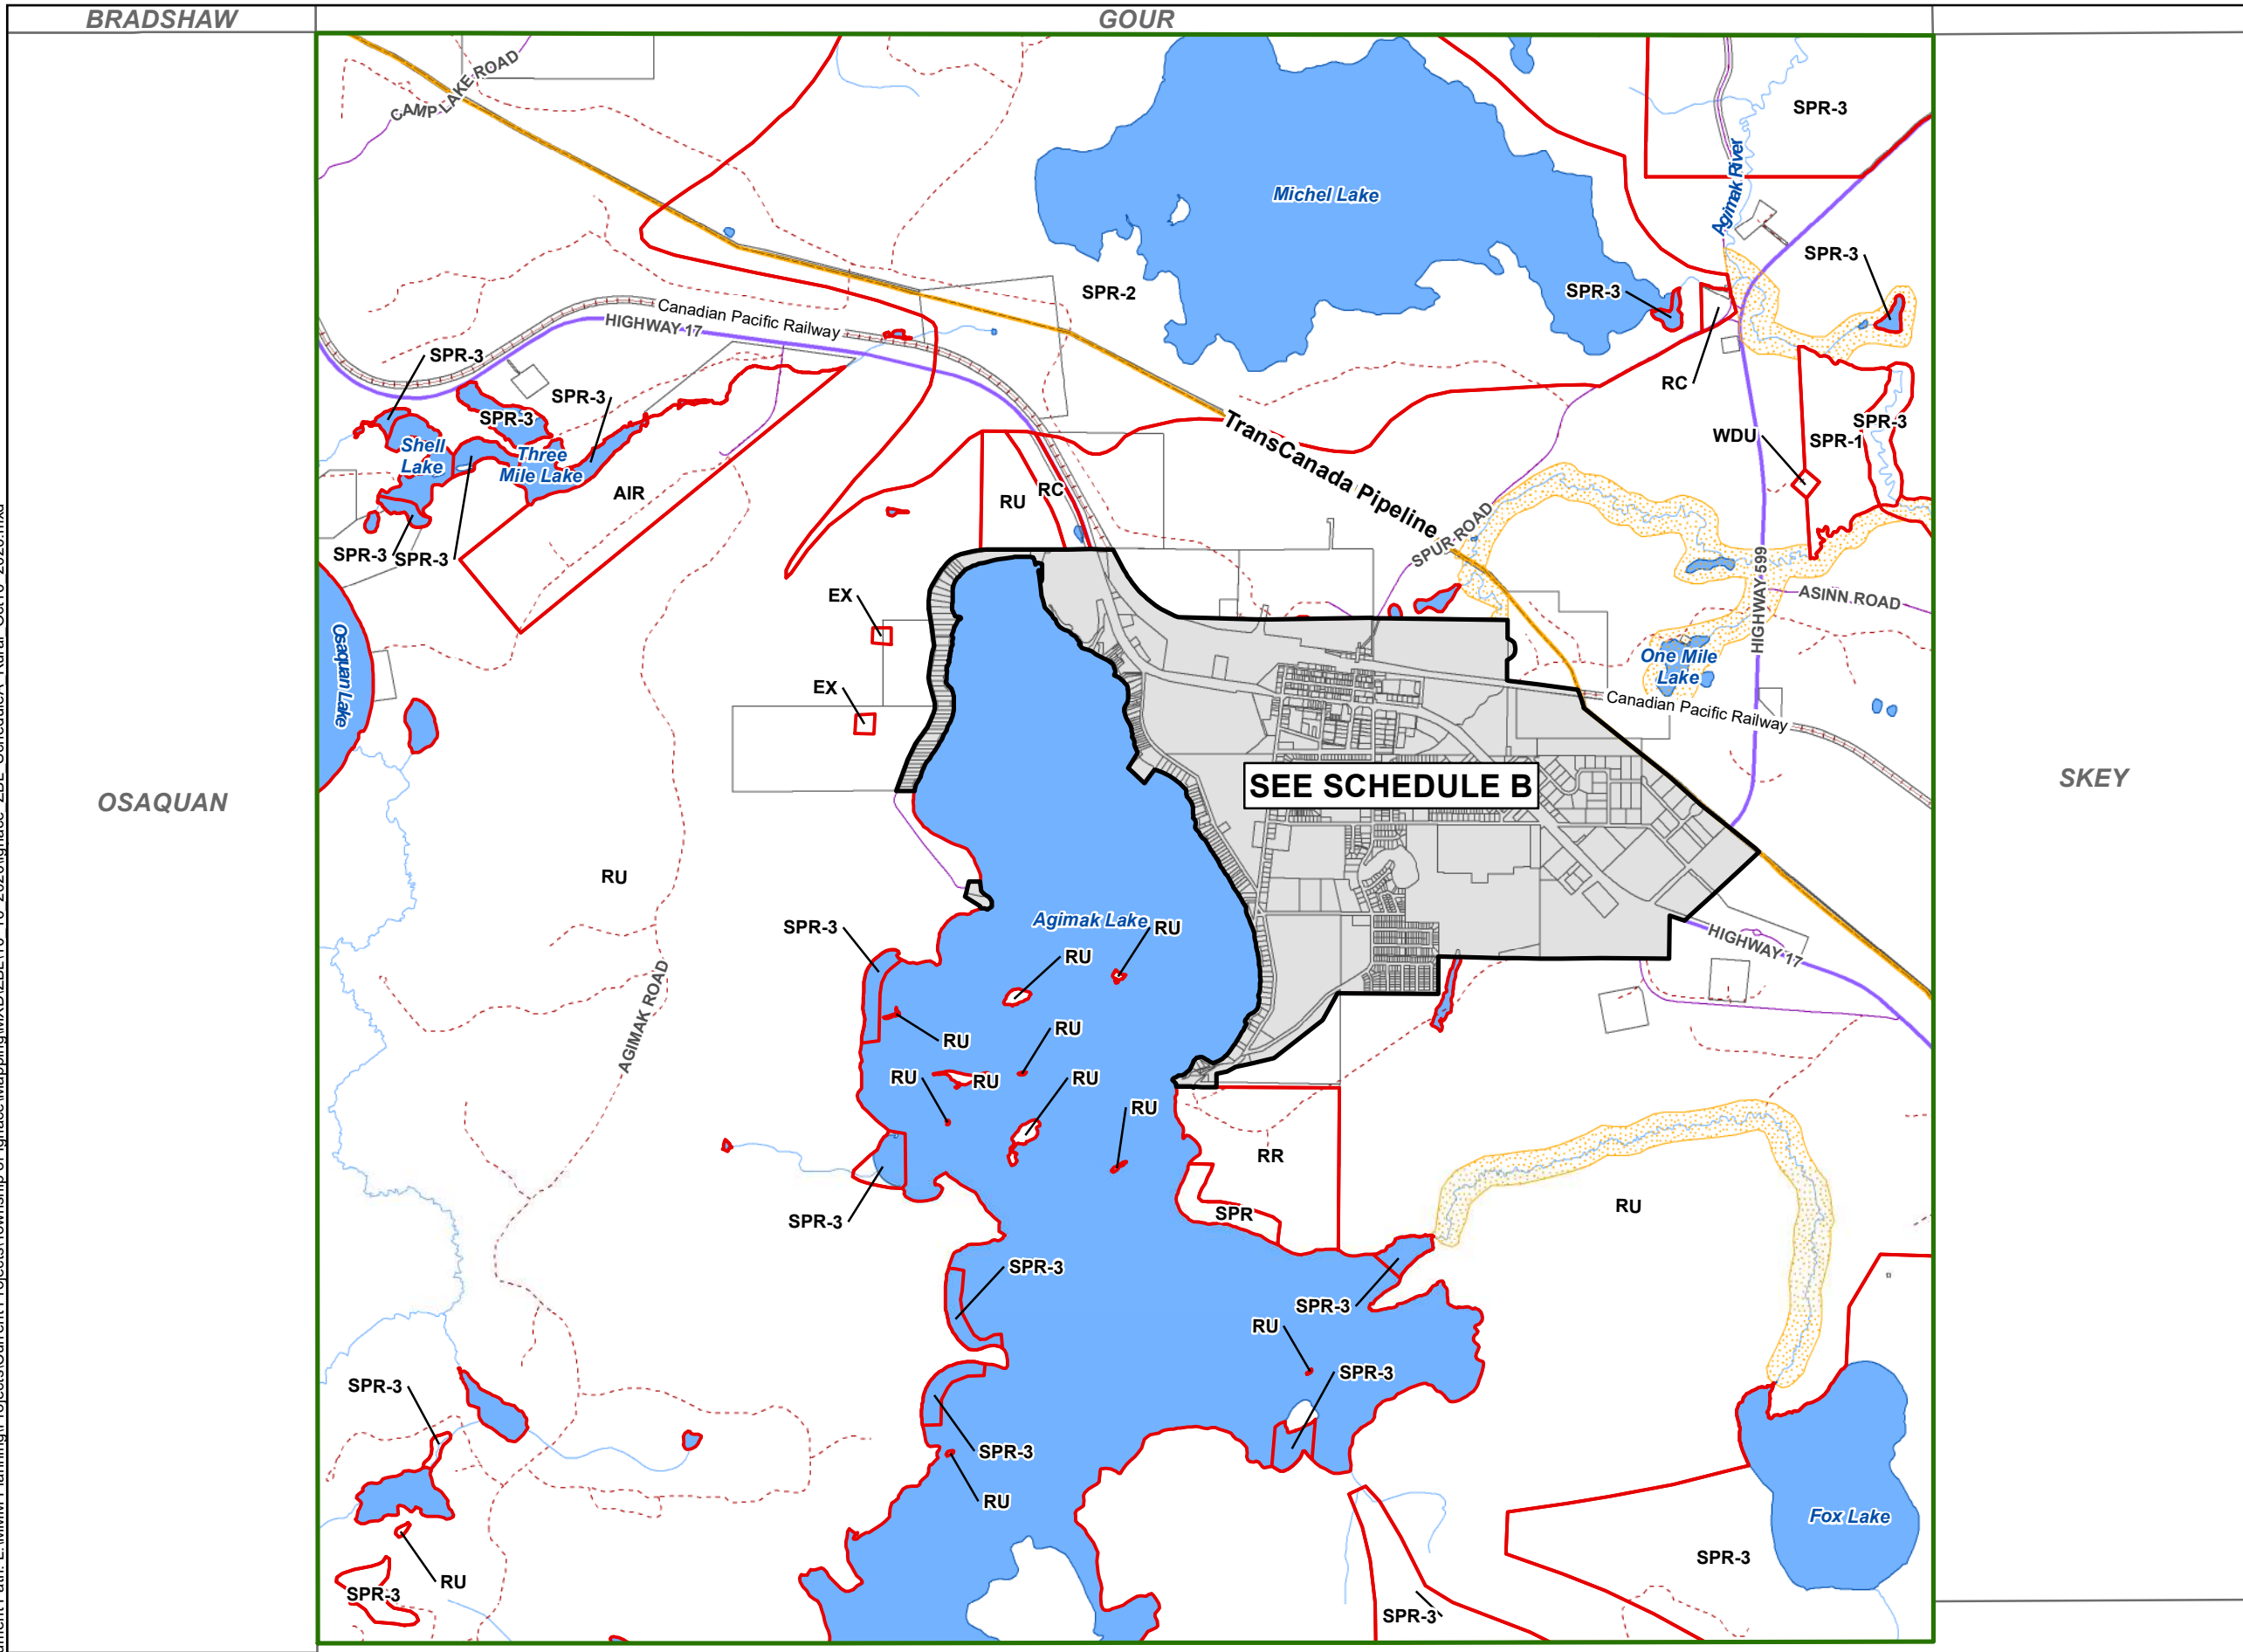 BRADSHAW
GOUR
CAMP LAKE ROAD
SPR-3
Agimak River
Michel Lake
SPR-3
SPR-2
SPR-3
Canadian Pacific Railway
HIGHWAY 17
SPR-3
RC
SPR-3
SPR-3
SPR-3
Shell
Lake
Three
Mile Lake
AIR
TransCanada Pipeline
WDU
SPR-1
RU
RC
SPR-3
SPR-3
SPUR ROAD
HIGHWAY 599
ASINN ROAD
EX
Osaquan Lake
One Mile
Lake
EX
Canadian Pacific Railway
SEE SCHEDULE B
OSAQUAN
SKEY
RU
Agimak Lake
SPR-3
RU
RU
HIGHWAY 17
AGIMAK ROAD
RU
RU
RU
RU
RU
RU
RR
SPR
RU
SPR-3
SPR-3
SPR-3
RU
SPR-3
SPR-3
SPR-3
RU
Fox Lake
SPR-3
RU
SPR-3
SPR-3